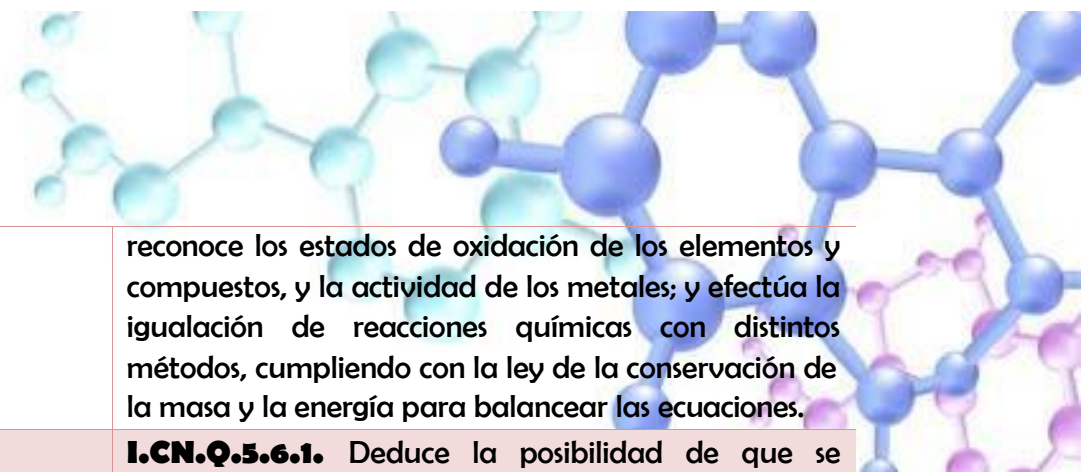 reconoce los estados de oxidación de los elementos y
compuestos, y la actividad de los metales; y efectúa la
igualación de reacciones químicas con distintos
métodos, cumpliendo con la ley de la conservación de
la masa y la energía para balancear las ecuaciones.
I.CN.Q.5.6.1. Deduce la posibilidad de que se